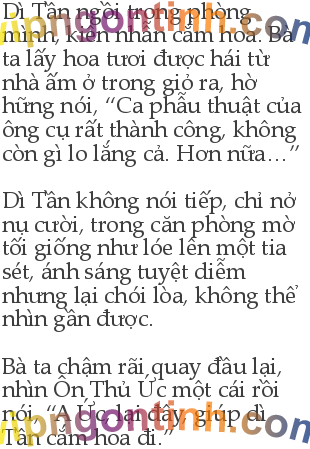 Dì Tần ngồi trong phòng
mình, kiên nhẫn cắm hoa. Bà
ta lấy hoa tươi được hái từ
nhà ấm ở trong giỏ ra, hờ
hững nói, “Ca phẫu thuật của
ông cụ rất thành công, không
còn gì lo lắng cả. Hơn nữa…”

Dì Tần không nói tiếp, chỉ nở
nụ cười, trong căn phòng mờ
tối giống như lóe lên một tia
sét, ánh sáng tuyệt diễm
nhưng lại chói lòa, không thể
nhìn gần được.

Bà ta chậm rãi quay đầu lại,
nhìn Ôn Thủ Ức một cái rồi
nói, “A Ức, lại đây, giúp dì
Tần cắm hoa đi.”
vipngontinh.com
vipngontinh.com